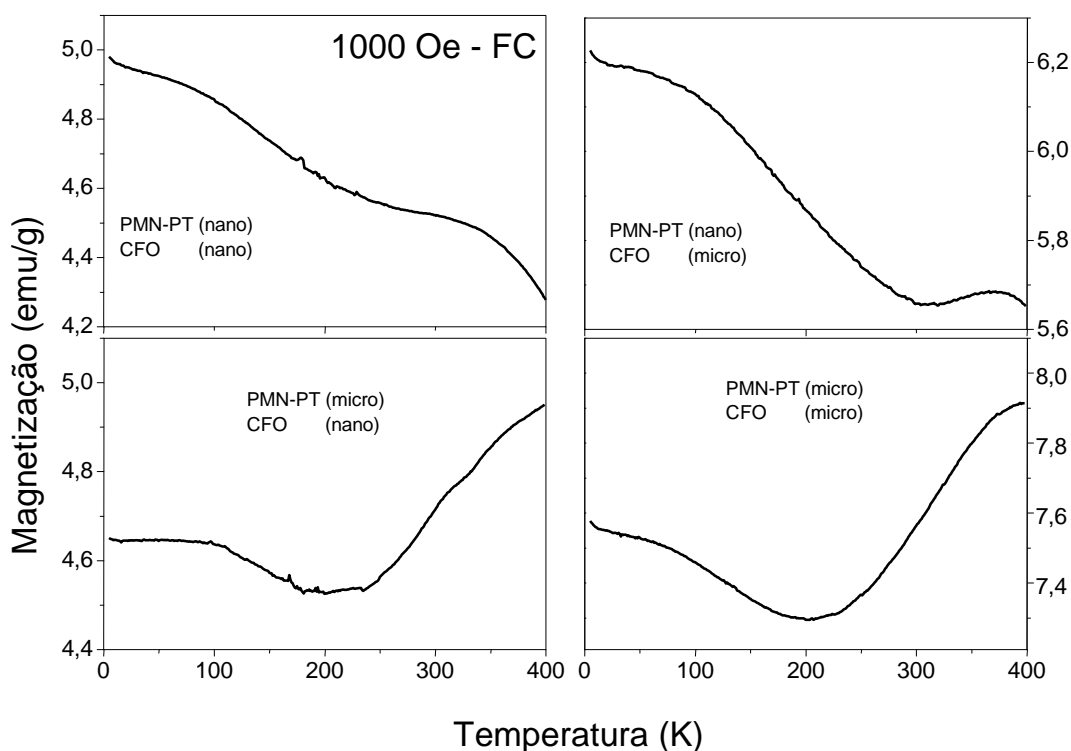 1000 Oe - FC
5,0
4,8
4,6
4,4
4,2
PMN-PT (nano)
CFO (nano)
6,2
6,0
5,8
5,6
PMN-PT (nano)
CFO (micro)
5,0
4,8
4,6
4,4
PMN-PT (micro)
CFO (nano)
0 100 200 300 400
8,0
7,8
7,6
7,4
PMN-PT (micro)
CFO (micro)
0 100 200 300 400
Magnetização (emu/g)
Temperatura (K)